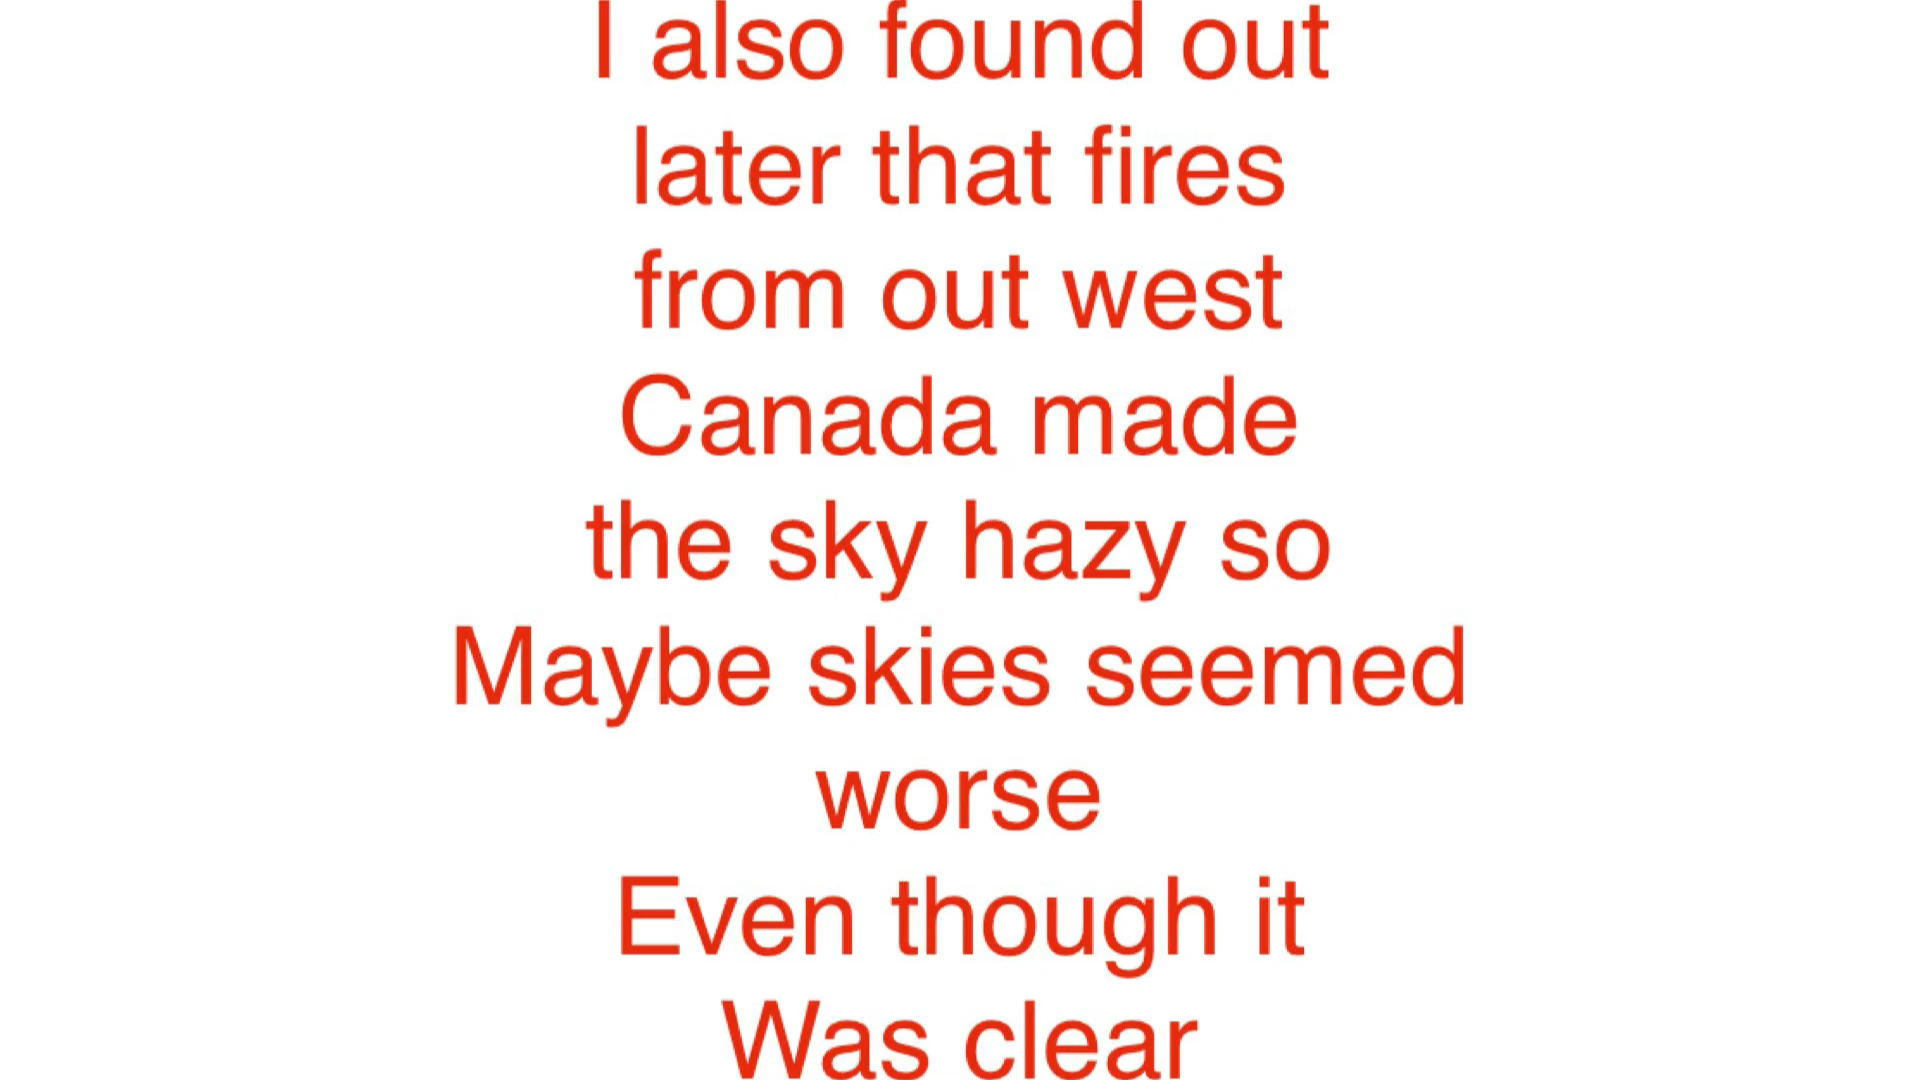 I also found out
later that fires
from out west
Canada made
the sky hazy so
Maybe skies seemed
worse
Even though it
Was clear